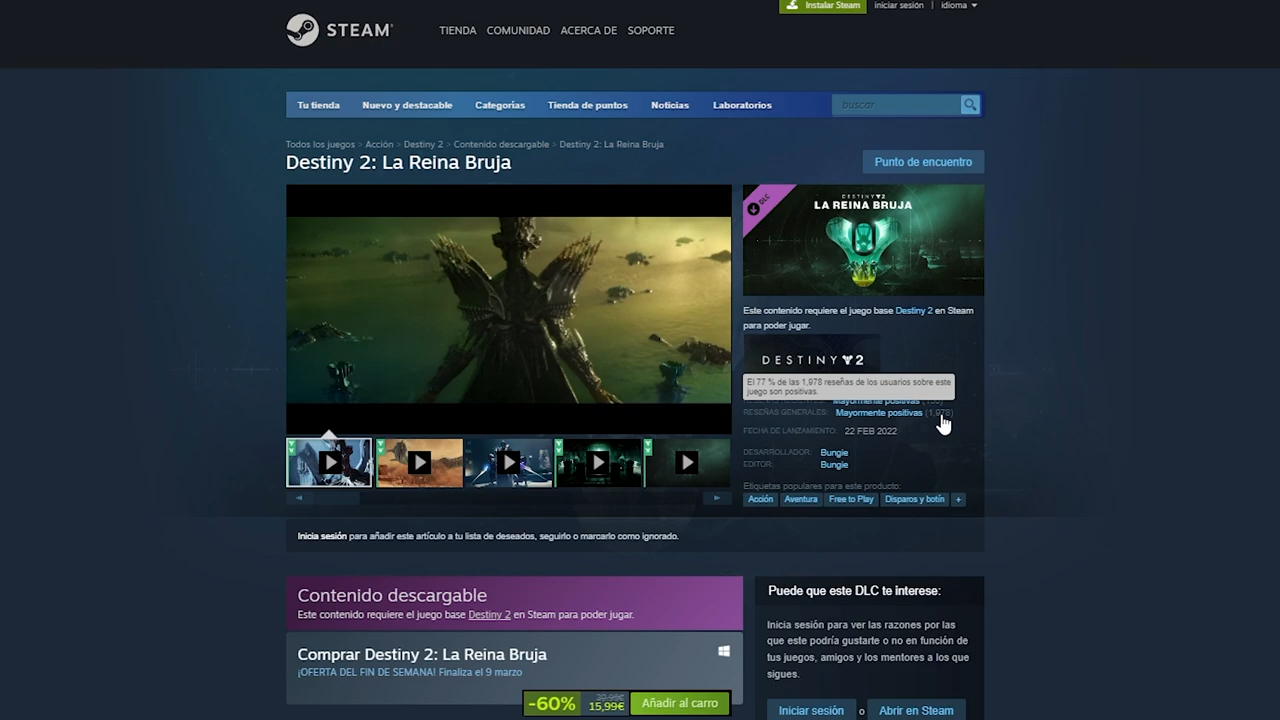 Instalar Steam
iniciar sesión | idioma
STEAM®
TIENDA COMUNIDAD ACERCA DE SOPORTE
Tu tienda Nuevo y destacable Categorías Tienda de puntos Noticias Laboratorios buscar
Todos los juegos > Acción > Destiny 2 > Contenido descargable > Destiny 2: La Reina Bruja
Destiny 2: La Reina Bruja
Punto de encuentro
DLC
DESTINY 2
LA REINA BRUJA
Este contenido requiere el juego base Destiny 2 en Steam
para poder jugar.
DESTINY 2
El 77 % de las 1,978 reseñas de los usuarios sobre este
juego son positivas.
Mayormente positivas
RESEÑAS GENERALES: Mayormente positivas (1,978)
FECHA DE LANZAMIENTO: 22 FEB 2022
DESARROLLADOR: Bungie
EDITOR: Bungie
Etiquetas populares para este producto:
Acción Aventura Free to Play Disparos y botín +
Inicia sesión para añadir este artículo a tu lista de deseados, seguirlo o marcarlo como ignorado.
Contenido descargable
Este contenido requiere el juego base Destiny 2 en Steam para poder jugar.
Comprar Destiny 2: La Reina Bruja
¡OFERTA DEL FIN DE SEMANA! Finaliza el 9 marzo
-60%
15,99€
Añadir al carro
Puede que este DLC te interese:
Inicia sesión para ver las razones por las
que este podría gustarte o no en función de
tus juegos, amigos y los mentores a los que
sigues.
Iniciar sesión o Abrir en Steam